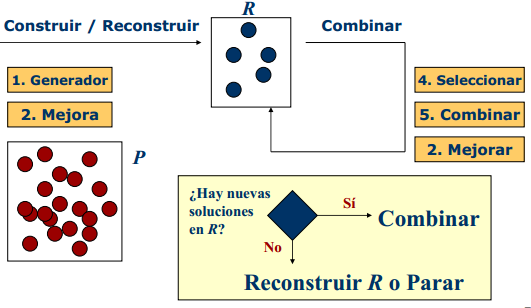 R
Construir / Reconstruir
Combinar
1. Generador
2. Mejora
4. Seleccionar
5. Combinar
2. Mejorar
P
¿Hay nuevas
soluciones
en R?
Sí
Combinar
No
Reconstruir R o Parar